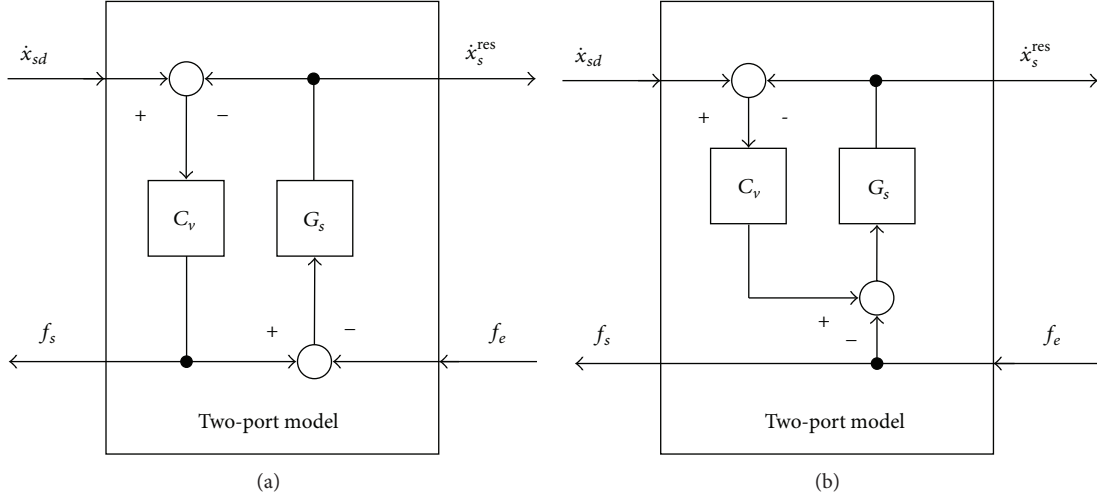 ẋ_sd
ẋ_s^res
+
−
C_v
G_s
+
−
f_s
f_e
Two-port model
(a)
ẋ_sd
ẋ_s^res
+
-
C_v
G_s
+
−
f_s
f_e
Two-port model
(b)